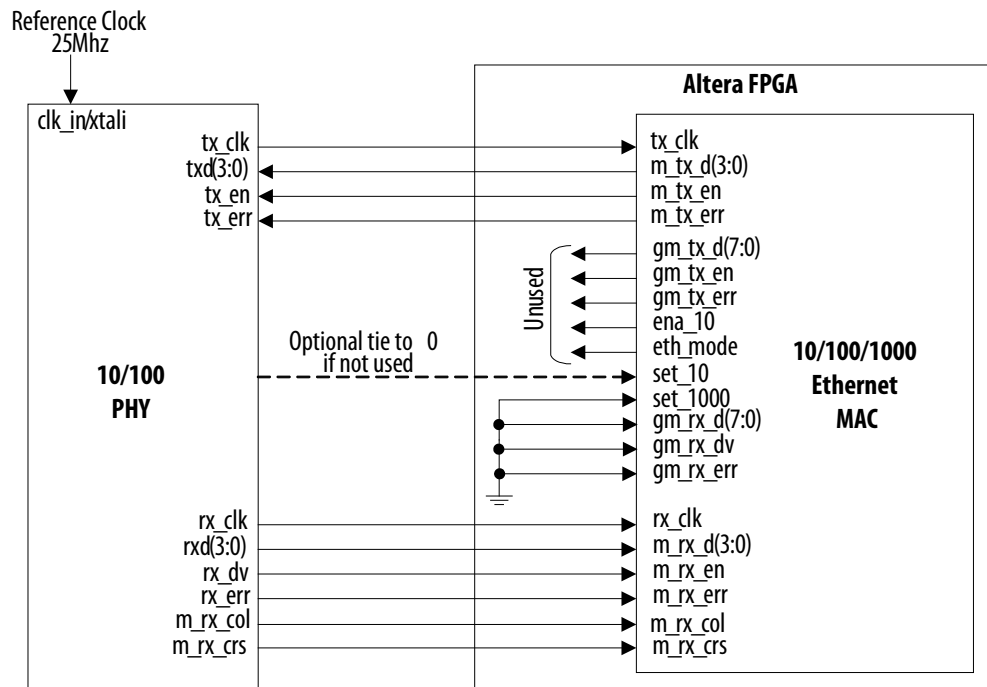 Reference Clock
25Mhz
clk_in/xtali
tx_clk
txd(3:0)
tx_en
tx_err
10/100
PHY
rx_clk
rxd(3:0)
rx_dv
rx_err
m_rx_col
m_rx_crs
Optional tie to 0
if not used
Unused
Altera FPGA
tx_clk
m_tx_d(3:0)
m_tx_en
m_tx_err
gm_tx_d(7:0)
gm_tx_en
gm_tx_err
ena_10
eth_mode
set_10
set_1000
gm_rx_d(7:0)
gm_rx_dv
gm_rx_err
rx_clk
m_rx_d(3:0)
m_rx_en
m_rx_err
m_rx_col
m_rx_crs
10/100/1000
Ethernet
MAC